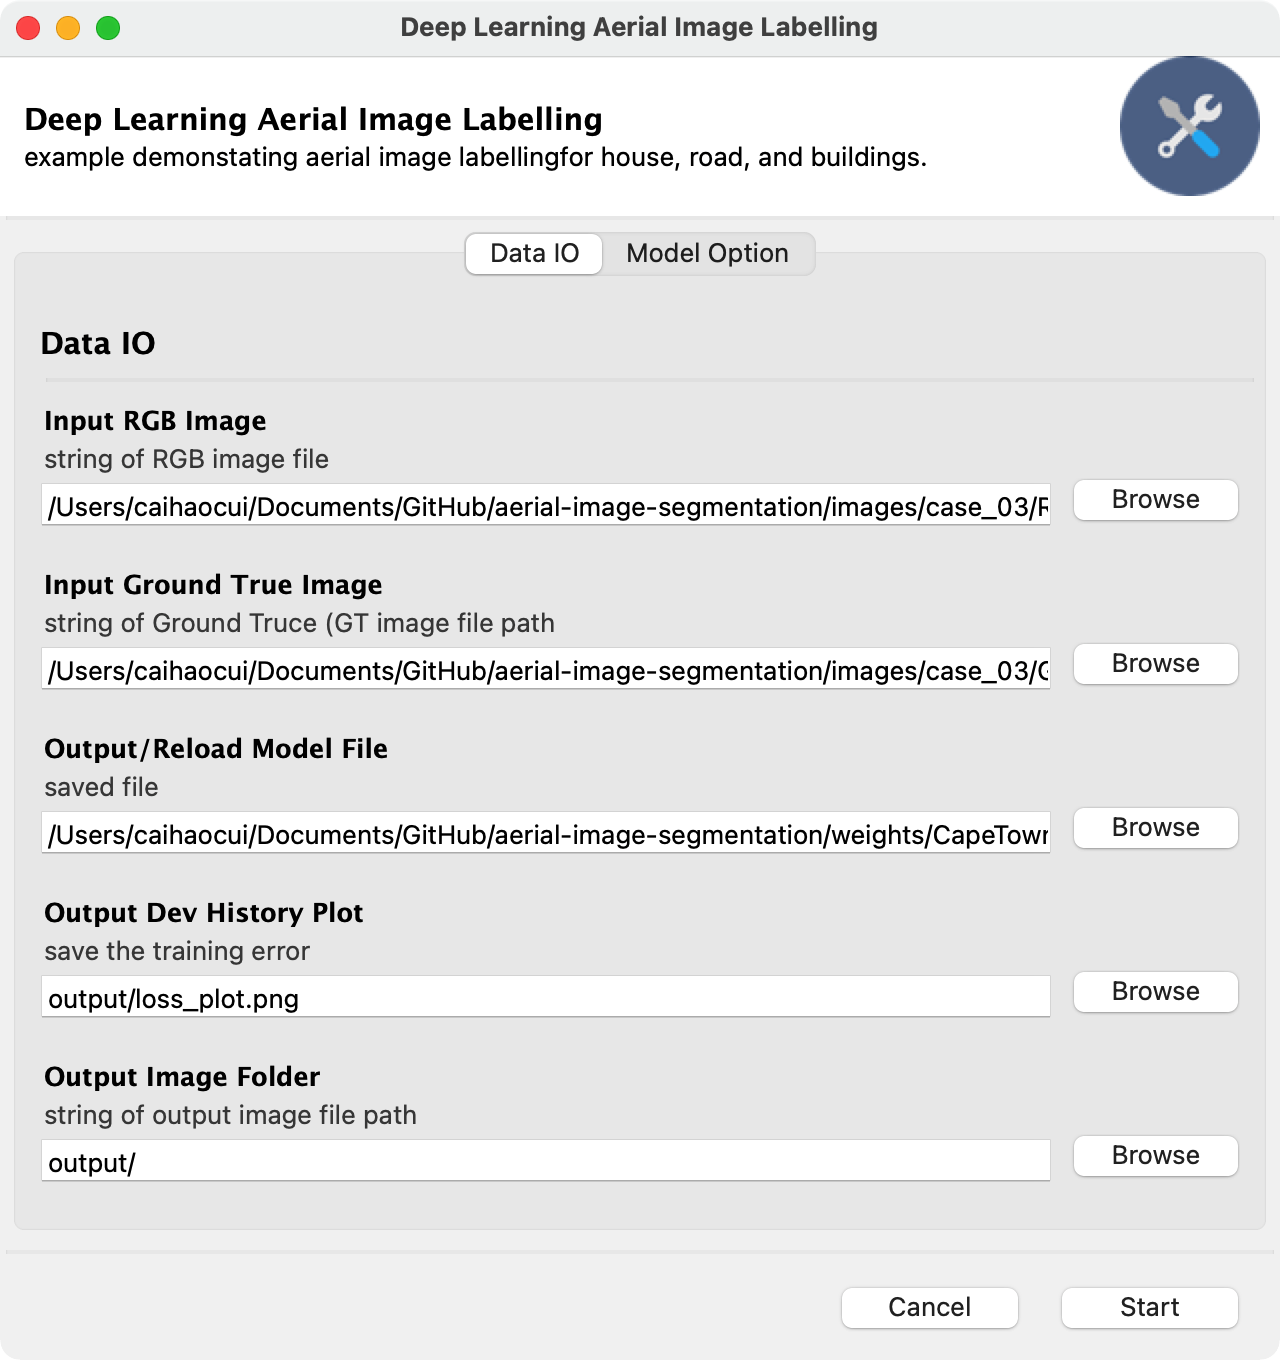 Deep Learning Aerial Image Labelling
Deep Learning Aerial Image Labelling
example demonstating aerial image labellingfor house, road, and buildings.
Data IO
Model Option
Data IO
Input RGB Image
string of RGB image file
/Users/caihaocui/Documents/GitHub/aerial-image-segmentation/images/case_03/R
Browse
Input Ground True Image
string of Ground Truce (GT image file path
/Users/caihaocui/Documents/GitHub/aerial-image-segmentation/images/case_03/G
Browse
Output/Reload Model File
saved file
/Users/caihaocui/Documents/GitHub/aerial-image-segmentation/weights/CapeTown
Browse
Output Dev History Plot
save the training error
output/loss_plot.png
Browse
Output Image Folder
string of output image file path
output/
Browse
Cancel
Start